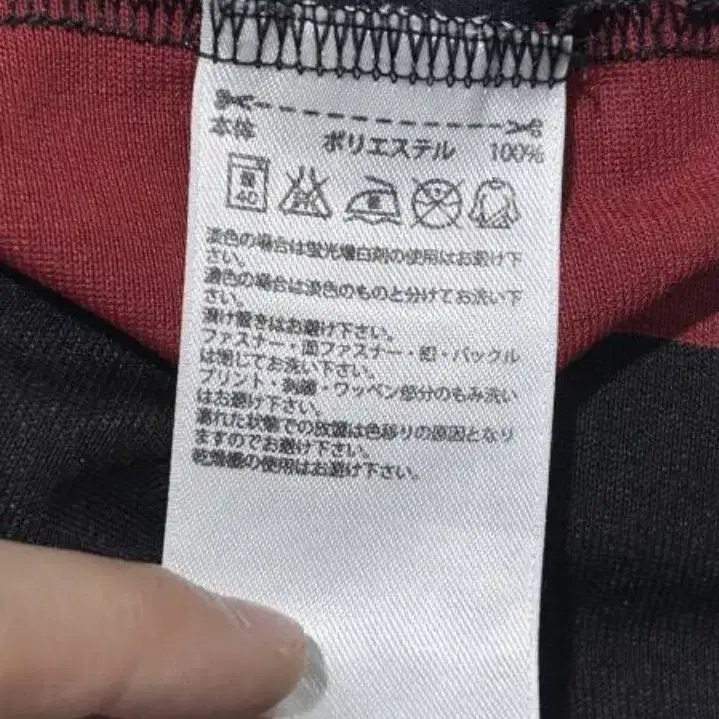 本体 ポリエステル 100%
40
淡色の場合は蛍光増白剤の使用はお避け下
さい。
濃色の場合は淡色のものと分けてお洗い下
さい。
漬け置きはお避け下さい。
ファスナー・面ファスナー・釦・バックル
は閉じてお洗い下さい。
プリント・刺繍・ワッペン部分のもみ洗い
はお避け下さい。
濡れた状態での放置は色移りの原因となり
ますのでお避け下さい。
乾燥機の使用はお避け下さい。